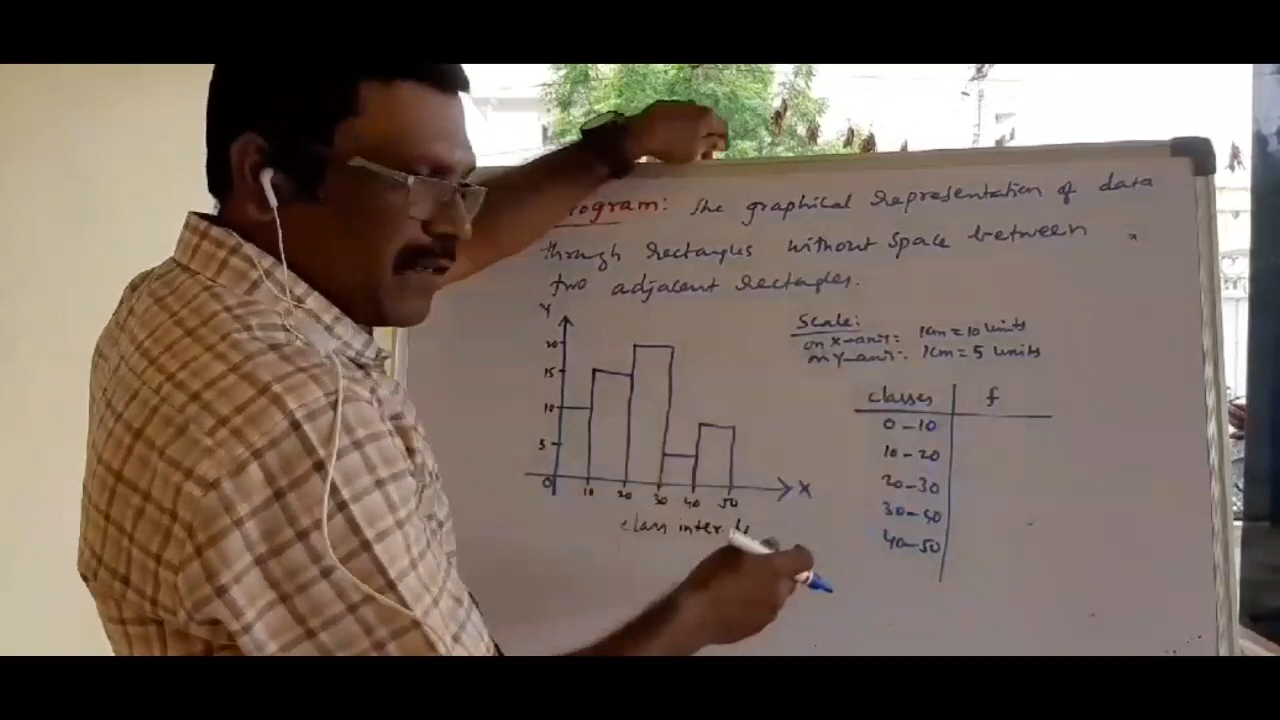 ogram: The graphical Representation of data
through Rectangles without space between
two adjacent Rectangles.
Y
20
15
10
5
0
10 20 30 40 50
X
class inter
Scale:
on X-axis: 1cm = 10 units
on Y-axis: 1cm = 5 units
classes f
0-10
10-20
20-30
30-40
40-50